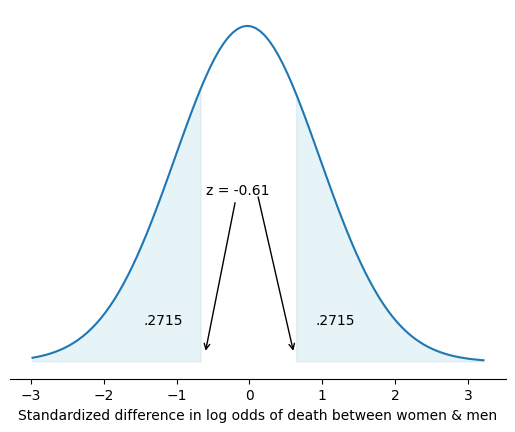 z = -0.61
.2715 .2715
−3 −2 −1 0 1 2 3
Standardized difference in log odds of death between women & men